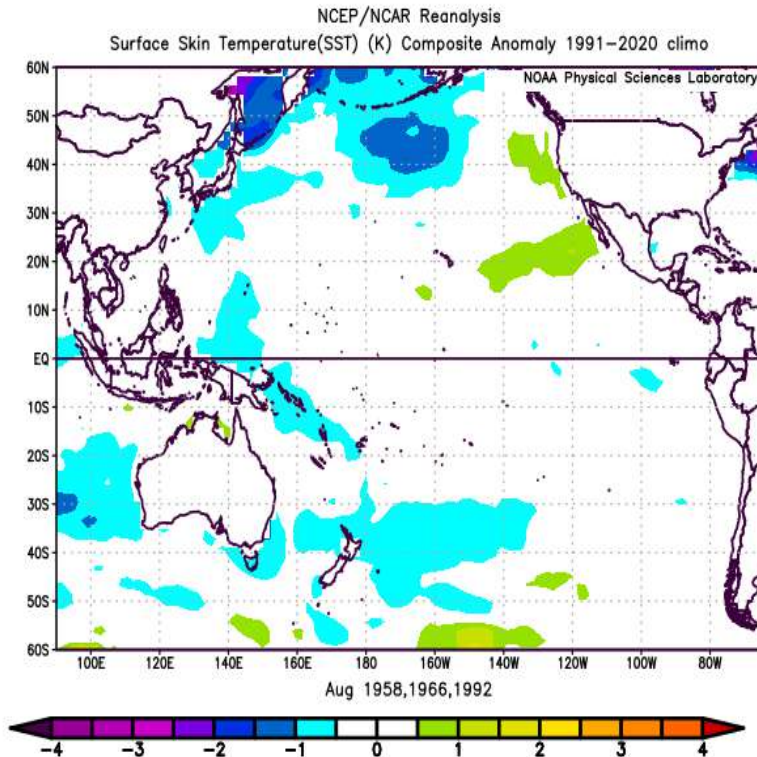 NCEP/NCAR Reanalysis
Surface Skin Temperature(SST) (K) Composite Anomaly 1991-2020 climo
NOAA Physical Sciences Laboratory
60N
50N
40N
30N
20N
10N
EQ
10S
20S
30S
40S
50S
60S
100E 120E 140E 160E 180 160W 140W 120W 100W 80W
Aug 1958,1966,1992
-4 -3 -2 -1 0 1 2 3 4